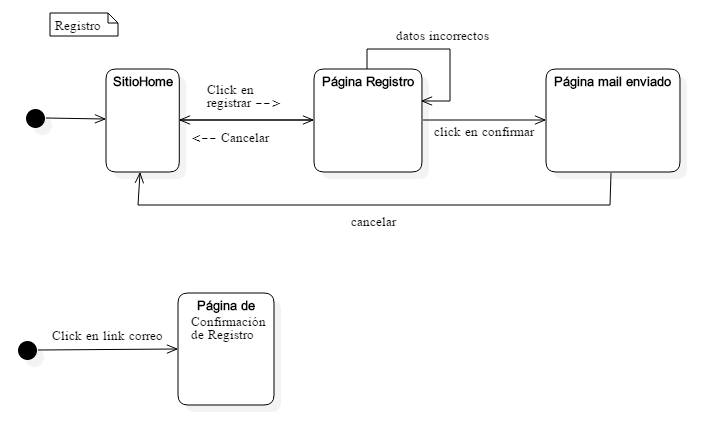 Registro
datos incorrectos
SitioHome
Click en
registrar -->
<-- Cancelar
Página Registro
click en confirmar
Página mail enviado
cancelar
Click en link correo
Página de
Confirmación
de Registro